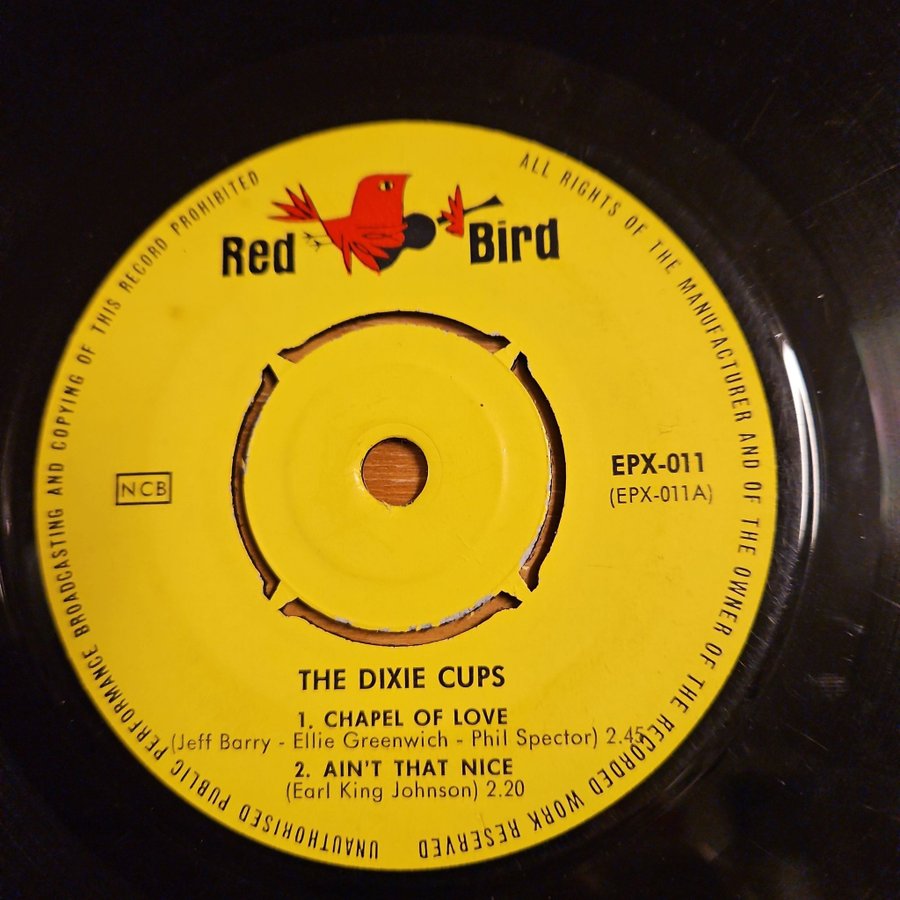 Red Bird
ALL RIGHTS OF THE MANUFACTURER AND OF THE OWNER OF THE RECORDED WORK RESERVED
UNAUTHORISED PUBLIC PERFORMANCE BROADCASTING AND COPYING OF THIS RECORD PROHIBITED
NCB
EPX-011
(EPX-011A)
THE DIXIE CUPS
1. CHAPEL OF LOVE
(Jeff Barry - Ellie Greenwich - Phil Spector) 2.45
2. AIN'T THAT NICE
(Earl King Johnson) 2.20